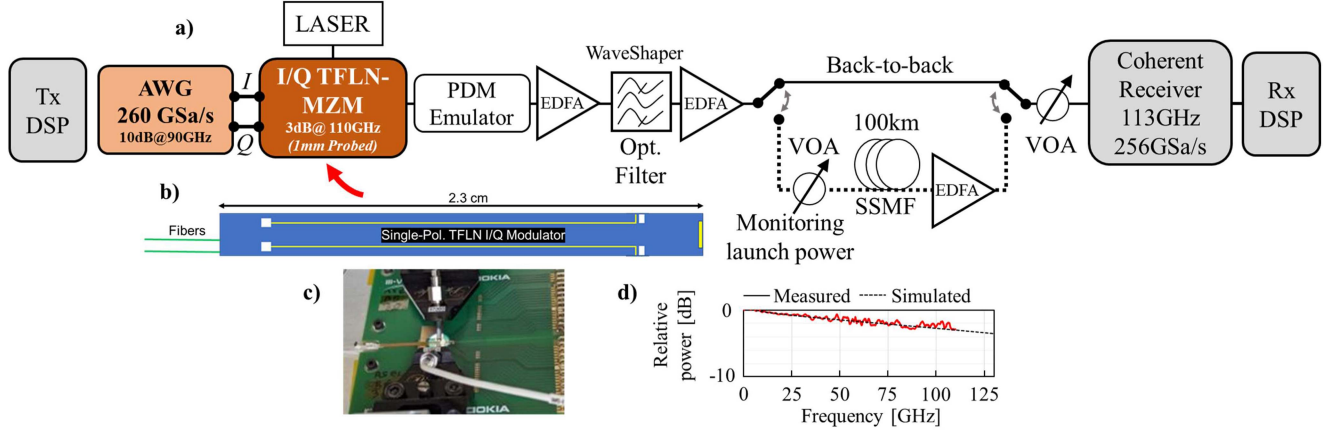 a)
LASER
Tx
DSP
AWG
260 GSa/s
10dB@90GHz
I
Q
I/Q TFLN-
MZM
3dB@ 110GHz
(1mm Probed)
PDM
Emulator
EDFA
WaveShaper
Opt.
Filter
EDFA
Back-to-back
VOA
Monitoring
launch power
100km
SSMF
EDFA
VOA
Coherent
Receiver
113GHz
256GSa/s
Rx
DSP
b)
2.3 cm
Fibers
Single-Pol. TFLN I/Q Modulator
c)
NOKIA
OKIA
d)
Measured
Simulated
Relative
power [dB]
0
-10
0 25 50 75 100 125
Frequency [GHz]